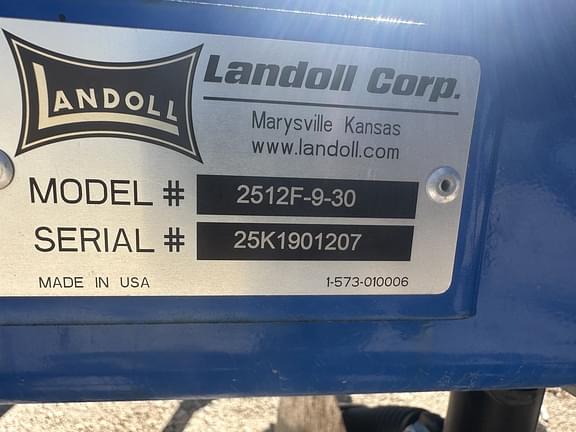 LANDOLL
Landoll Corp.
Marysville Kansas
www.landoll.com
MODEL # 2512F-9-30
SERIAL # 25K1901207
MADE IN USA 1-573-010006